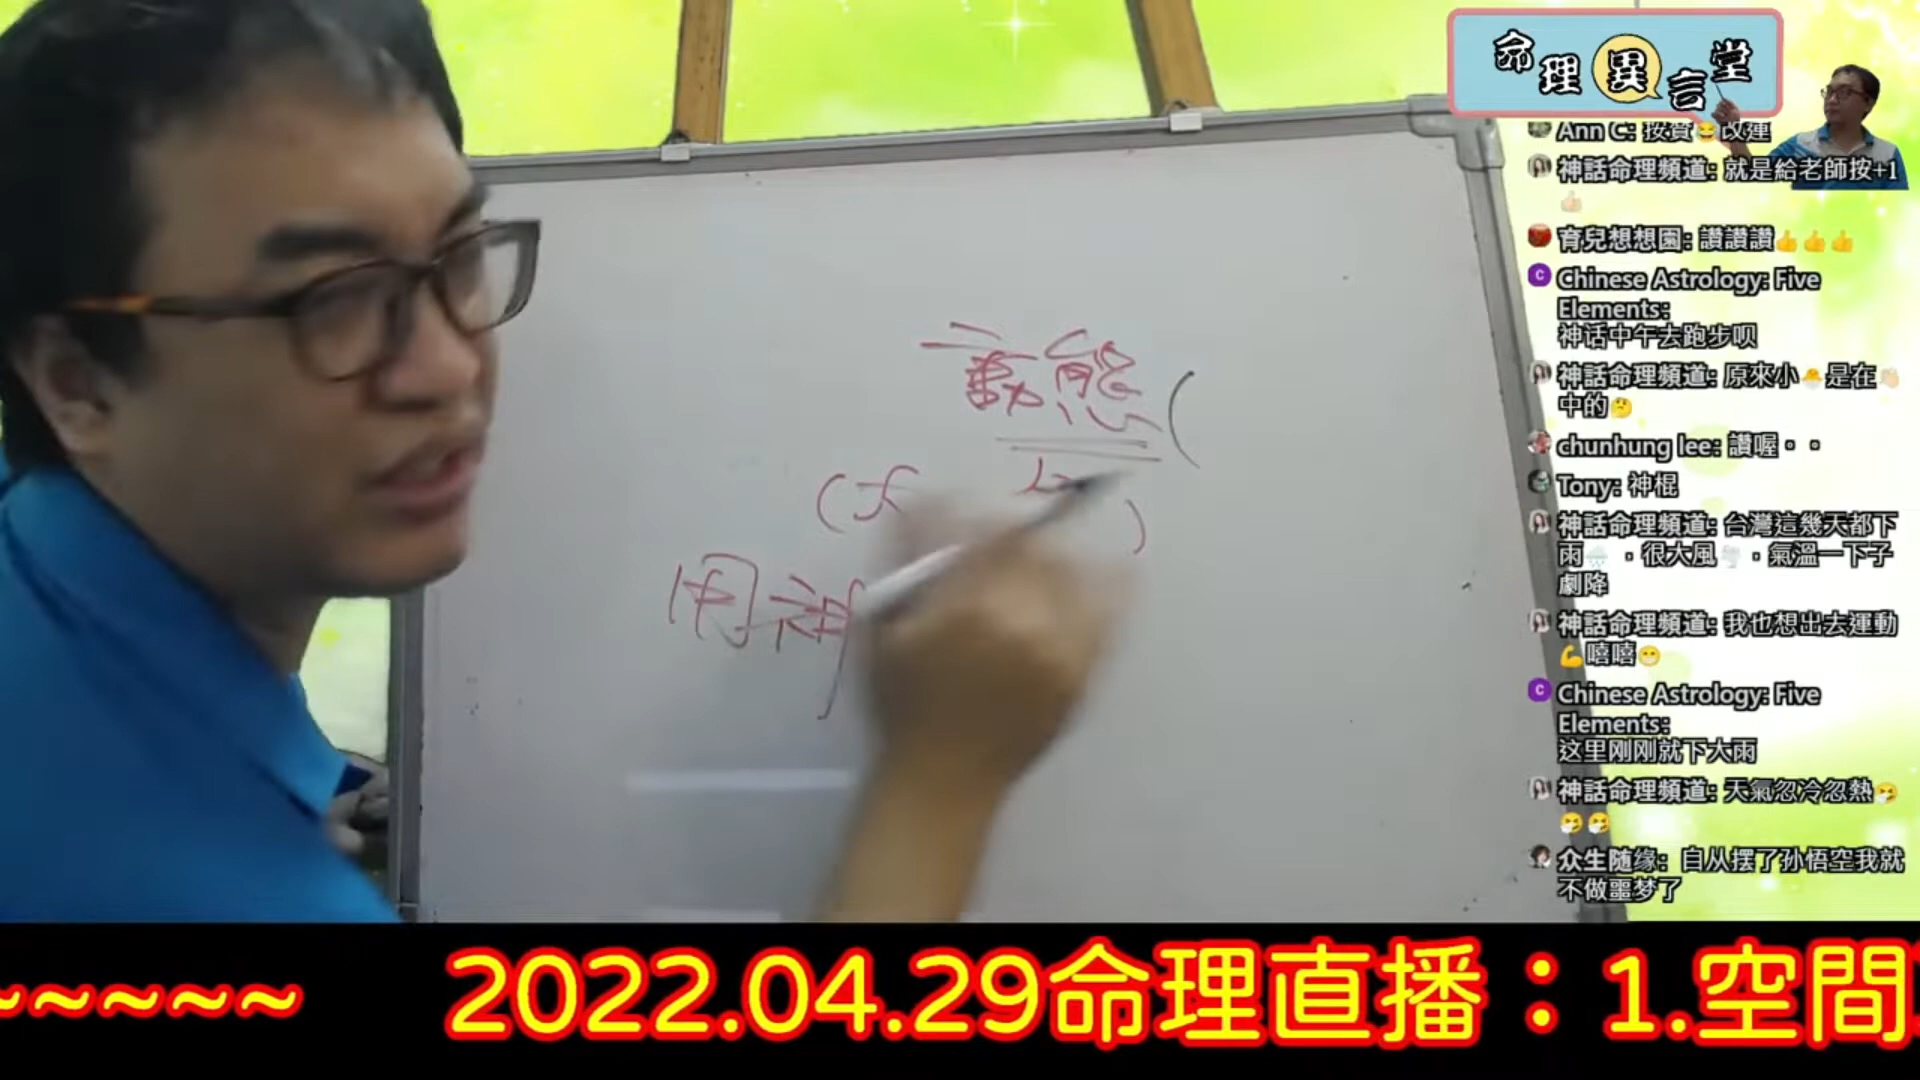 命理異言堂
Ann C: 按贊😂改運
神話命理頻道: 就是給老師按+1
👍🏻
育兒想想園: 讚讚讚👍👍👍
Chinese Astrology: Five
Elements:
神话中午去跑步呗
神話命理頻道: 原來小🐣是在👏🏻
中的🤔
chunhung lee: 讚喔・・
Tony: 神棍
神話命理頻道: 台灣這幾天都下
雨🌧️，很大風🌪️，氣溫一下子
劇降
神話命理頻道: 我也想出去運動
💪嘻嘻😁
Chinese Astrology: Five
Elements:
这里刚刚就下大雨
神話命理頻道: 天氣忽冷忽熱😷
😷😷
众生随缘: 自从摆了孙悟空我就
不做噩梦了
動態(
用神
~~~~~ 2022.04.29命理直播：1.空間